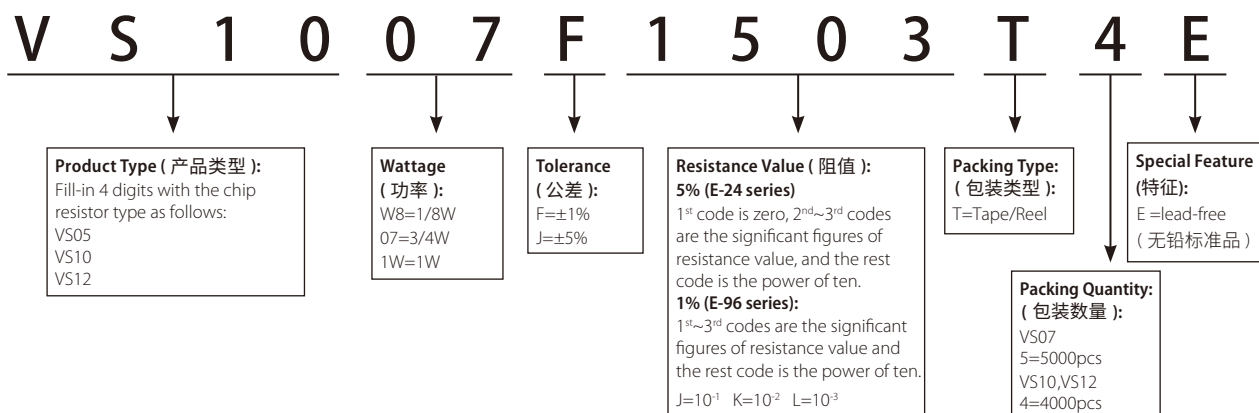 V S 1 0 0 7 F 1 5 0 3 T 4 E
Product Type ( 产品类型 ):
Fill-in 4 digits with the chip
resistor type as follows:
VS05
VS10
VS12
Wattage
( 功率 ):
W8=1/8W
07=3/4W
1W=1W
Tolerance
( 公差 ):
F=±1%
J=±5%
Resistance Value ( 阻值 ):
5% (E-24 series)
1st code is zero, 2nd~3rd codes
are the significant figures of
resistance value, and the rest
code is the power of ten.
1% (E-96 series):
1st~3rd codes are the significant
figures of resistance value and
the rest code is the power of ten.
J=10-1 K=10-2 L=10-3
Packing Type:
( 包装类型 ):
T=Tape/Reel
Packing Quantity:
( 包装数量 ):
VS07
5=5000pcs
VS10,VS12
4=4000pcs
Special Feature
(特征):
E =lead-free
( 无铅标准品 )